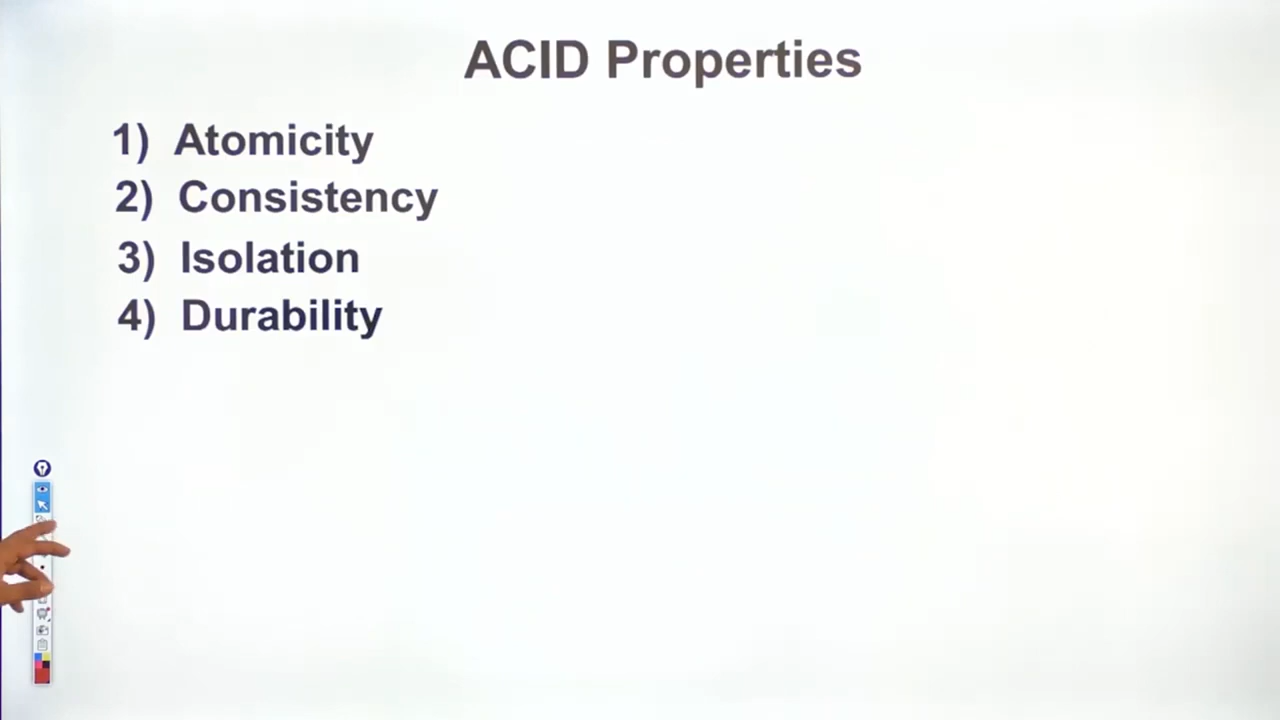 ACID Properties
1) Atomicity
2) Consistency
3) Isolation
4) Durability